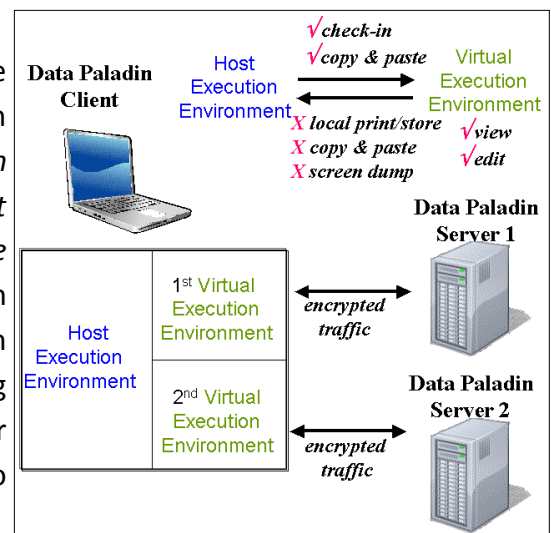 e
n
n
t
e
n
n
g
r
o
√check-in
√copy & paste
Data Paladin
Client
Host
Execution
Environment
Virtual
Execution
Environment
X local print/store
X copy & paste
X screen dump
√view
√edit
Data Paladin
Server 1
Host
Execution
Environment
1st Virtual
Execution
Environment
encrypted
traffic
2nd Virtual
Execution
Environment
Data Paladin
Server 2
encrypted
traffic